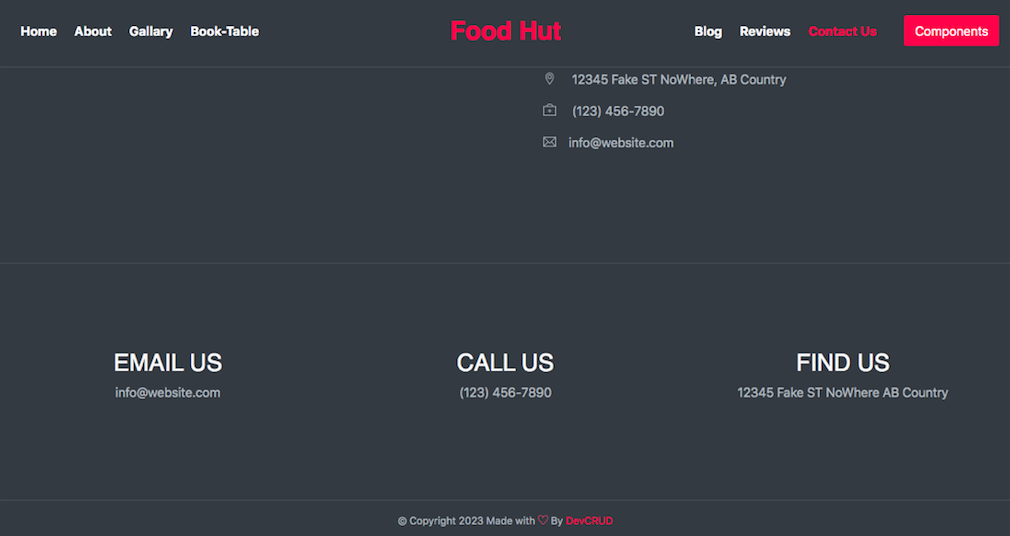 Home About Gallary Book-Table Food Hut Blog Reviews Contact Us Components
12345 Fake ST NoWhere, AB Country
(123) 456-7890
info@website.com
EMAIL US CALL US FIND US
info@website.com (123) 456-7890 12345 Fake ST NoWhere AB Country
© Copyright 2023 Made with ♡ By DevCRUD